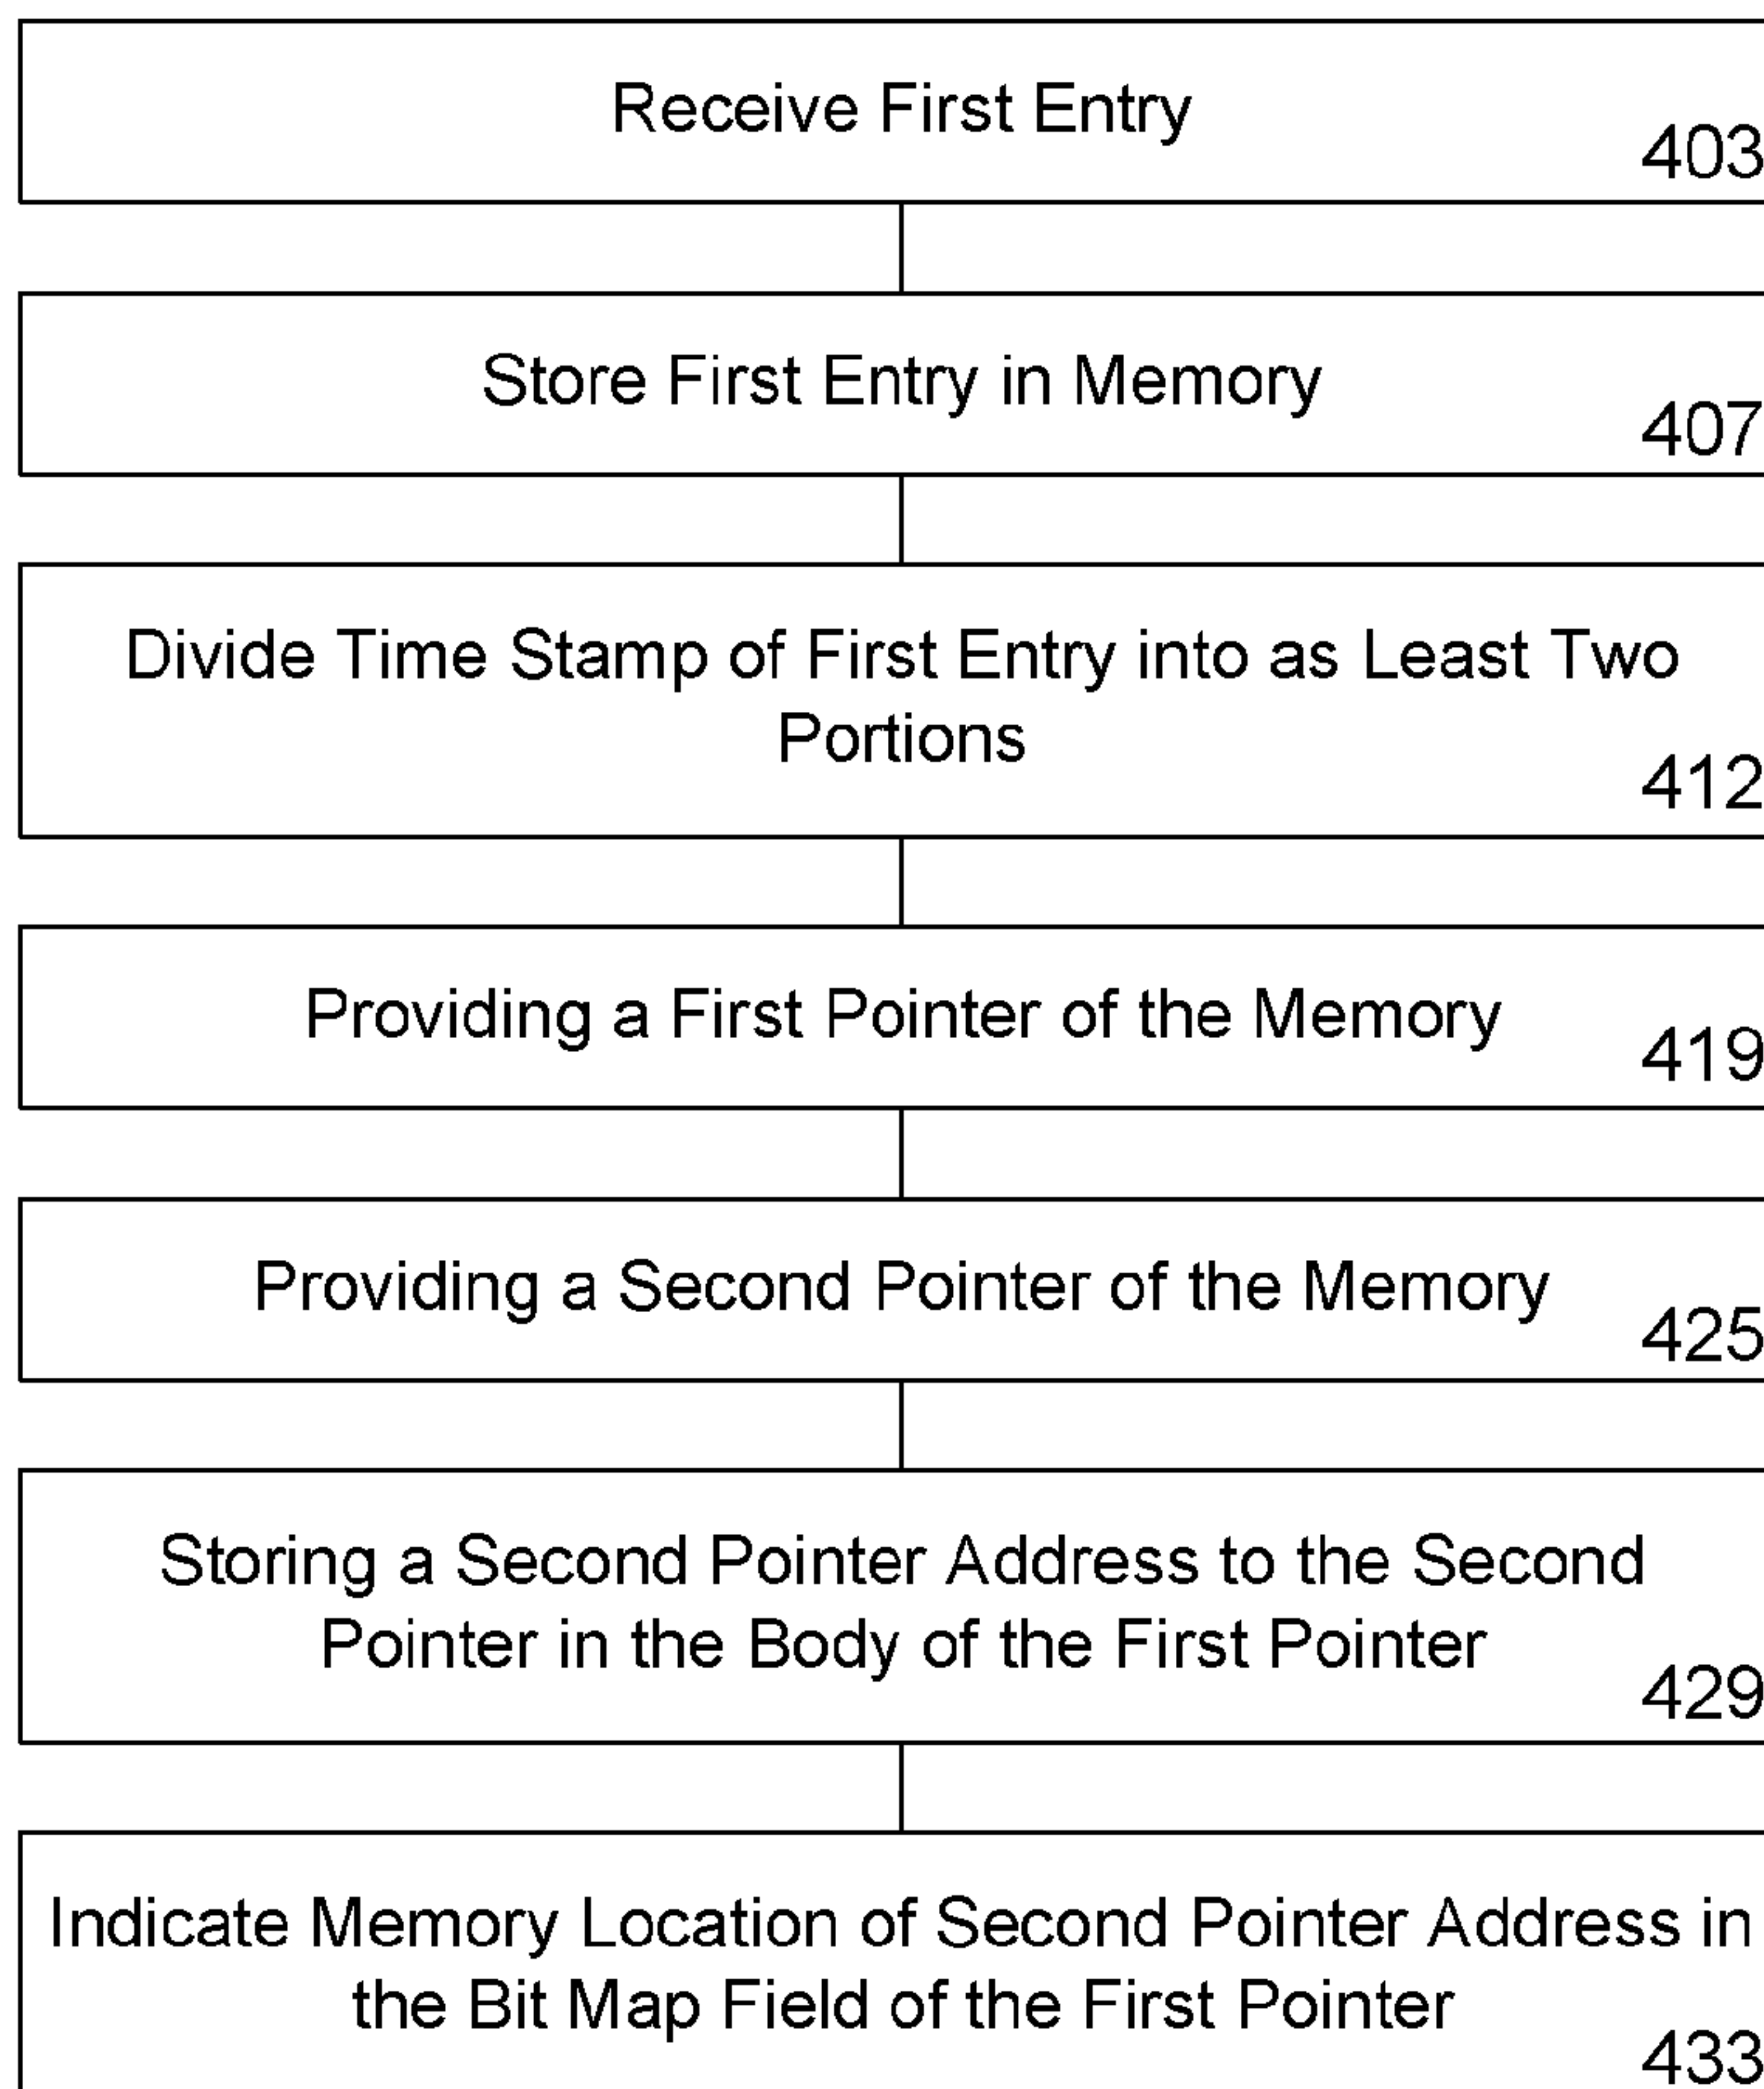 Receive First Entry
403
Store First Entry in Memory
407
Divide Time Stamp of First Entry into as Least Two
Portions
412
Providing a First Pointer of the Memory
419
Providing a Second Pointer of the Memory
425
Storing a Second Pointer Address to the Second
Pointer in the Body of the First Pointer
429
Indicate Memory Location of Second Pointer Address in
the Bit Map Field of the First Pointer
433